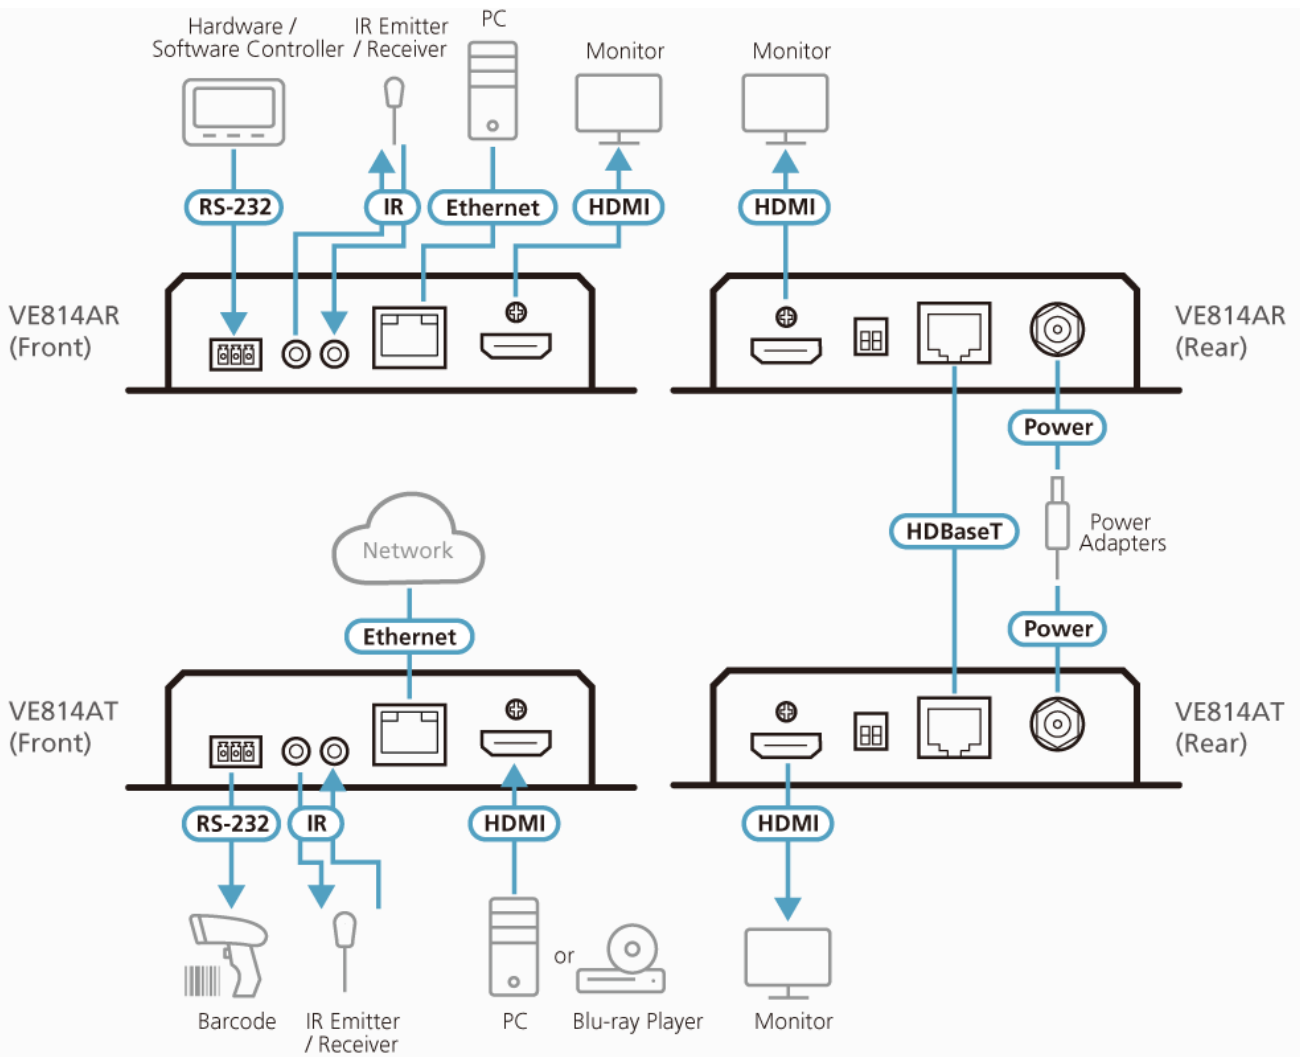 Hardware /
Software Controller
IR Emitter
/ Receiver
PC
Monitor
Monitor
RS-232
IR
Ethernet
HDMI
HDMI
VE814AR
(Front)
VE814AR
(Rear)
Power
HDBaseT
Power
Adapters
Network
Ethernet
Power
VE814AT
(Front)
VE814AT
(Rear)
RS-232
IR
HDMI
HDMI
or
Barcode
IR Emitter
/ Receiver
PC
Blu-ray Player
Monitor